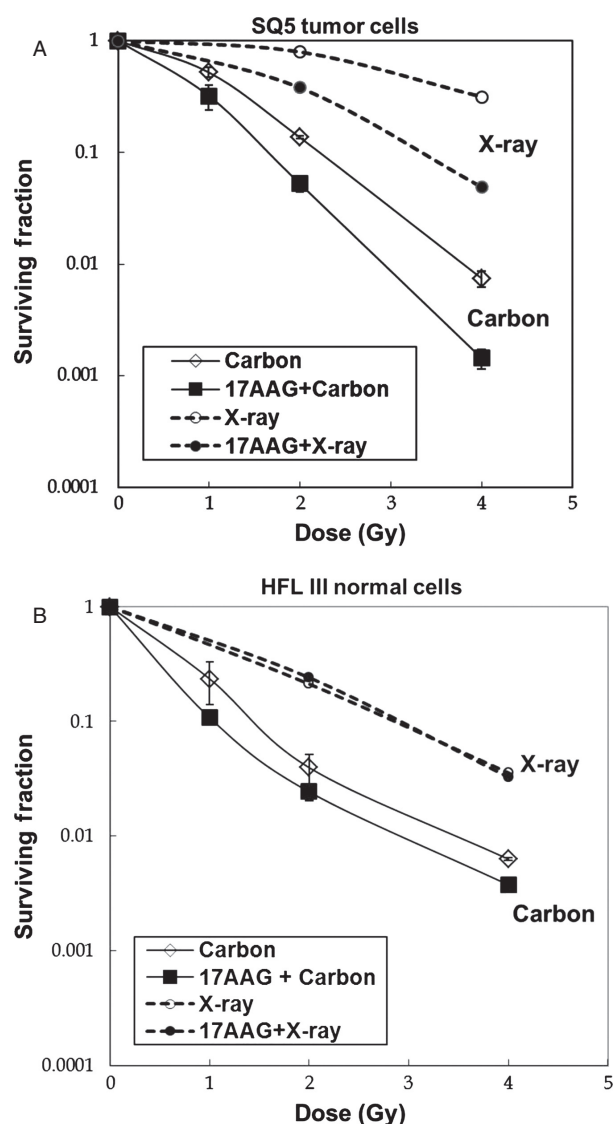 A
SQ5 tumor cells
1
0.1
0.01
0.001
0.0001
Surviving fraction
X-ray
Carbon
Carbon
17AAG+Carbon
X-ray
17AAG+X-ray
0 1 2 3 4 5
Dose (Gy)
B
HFL III normal cells
1
0.1
0.01
0.001
0.0001
Surviving fraction
X-ray
Carbon
Carbon
17AAG + Carbon
X-ray
17AAG+X-ray
0 1 2 3 4 5
Dose (Gy)